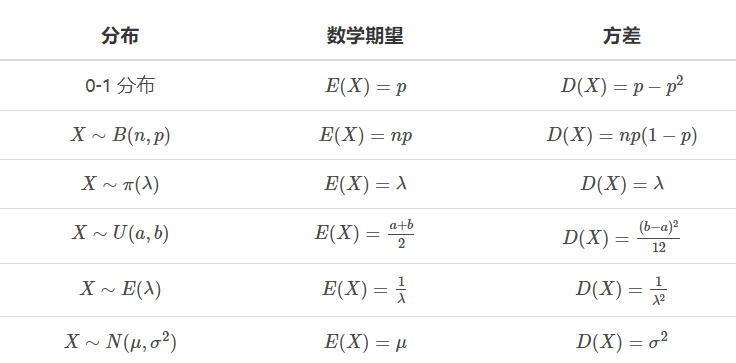 分布 数学期望 方差
0-1 分布 E(X) = p D(X) = p − p²
X ∼ B(n, p) E(X) = np D(X) = np(1 − p)
X ∼ π(λ) E(X) = λ D(X) = λ
X ∼ U(a, b) E(X) = a+b/2 D(X) = (b−a)²/12
X ∼ E(λ) E(X) = 1/λ D(X) = 1/λ²
X ∼ N(μ, σ²) E(X) = μ D(X) = σ²